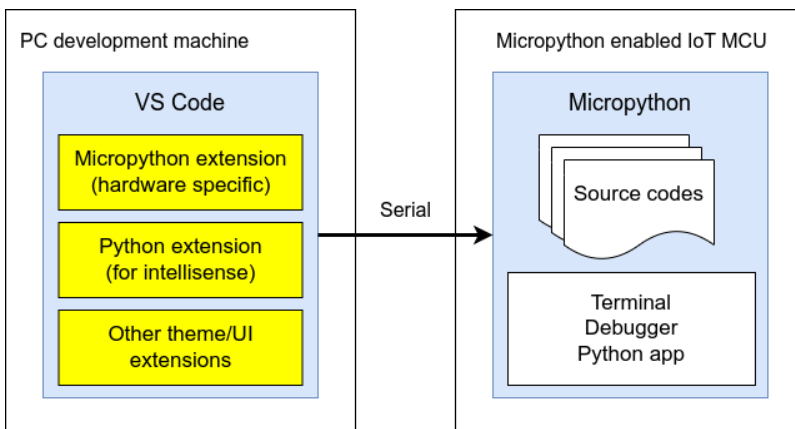 PC development machine
VS Code
Micropython extension
(hardware specific)
Python extension
(for intellisense)
Other theme/UI
extensions
Serial
Micropython enabled IoT MCU
Micropython
Source codes
Terminal
Debugger
Python app